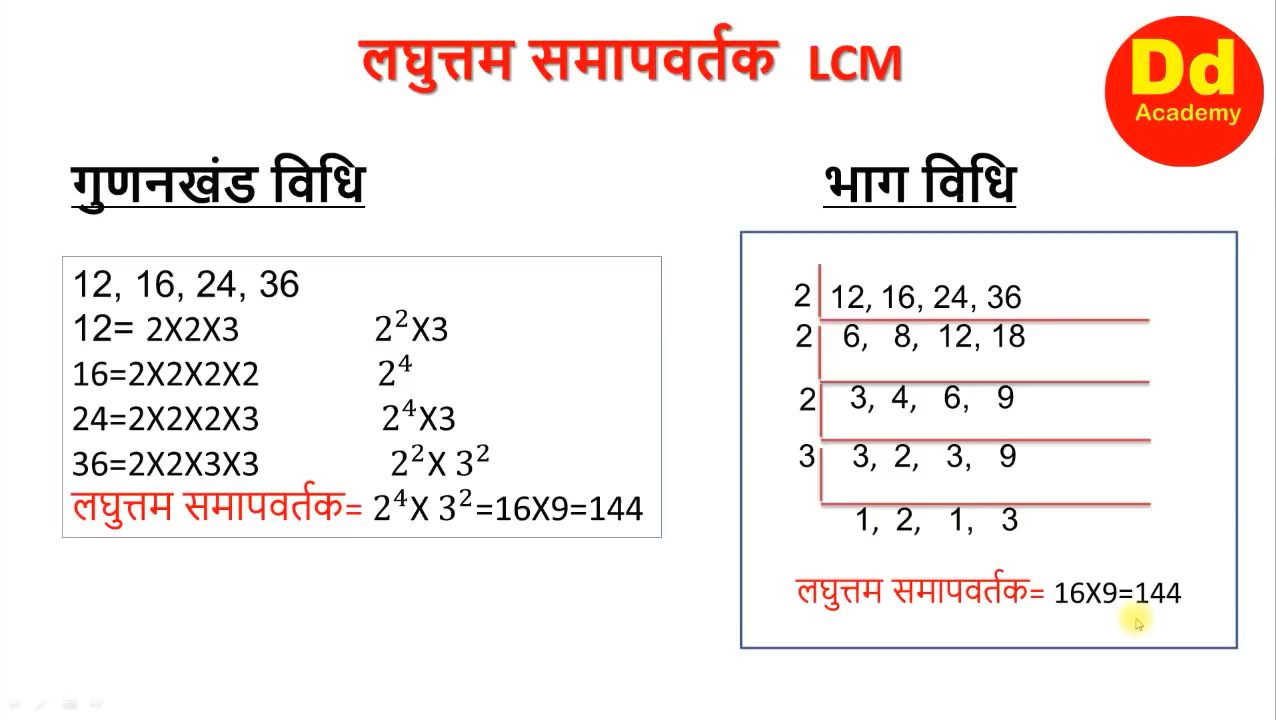 लघुत्तम समापवर्तक LCM
Dd
Academy
गुणनखंड विधि
12, 16, 24, 36
12= 2X2X3 2²X3
16=2X2X2X2 2⁴
24=2X2X2X3 2⁴X3
36=2X2X3X3 2²X 3²
लघुत्तम समापवर्तक= 2⁴X 3²=16X9=144
भाग विधि
2 12, 16, 24, 36
2 6, 8, 12, 18
2 3, 4, 6, 9
3 3, 2, 3, 9
1, 2, 1, 3
लघुत्तम समापवर्तक= 16X9=144